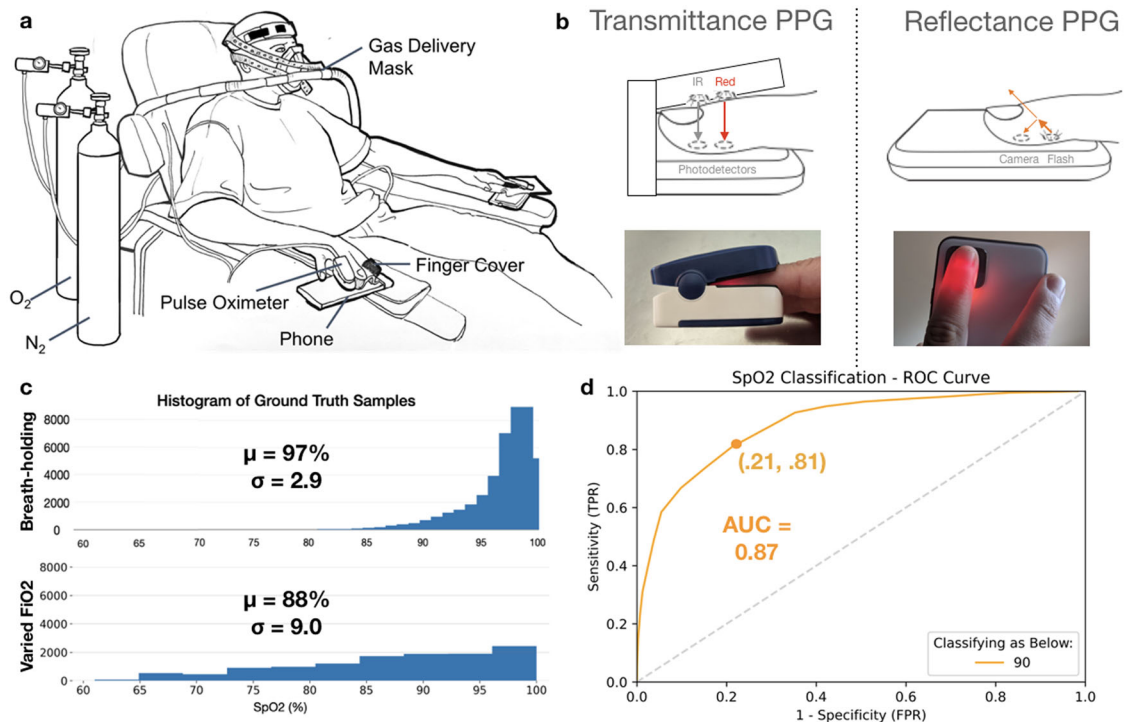 a
Gas Delivery
Mask
O2
N2
Pulse Oximeter
Finger Cover
Phone
b
Transmittance PPG
Reflectance PPG
IR Red
Photodetectors
Camera Flash
c
Histogram of Ground Truth Samples
Breath-holding
8000
6000
4000
2000
0
μ = 97%
σ = 2.9
60 65 70 75 80 85 90 95 100
Varied FiO2
8000
6000
4000
2000
0
μ = 88%
σ = 9.0
60 65 70 75 80 85 90 95 100
SpO2 (%)
d
SpO2 Classification - ROC Curve
Sensitivity (TPR)
1.0
0.8
0.6
0.4
0.2
0.0
(.21, .81)
AUC =
0.87
Classifying as Below:
90
0.0 0.2 0.4 0.6 0.8 1.0
1 - Specificity (FPR)